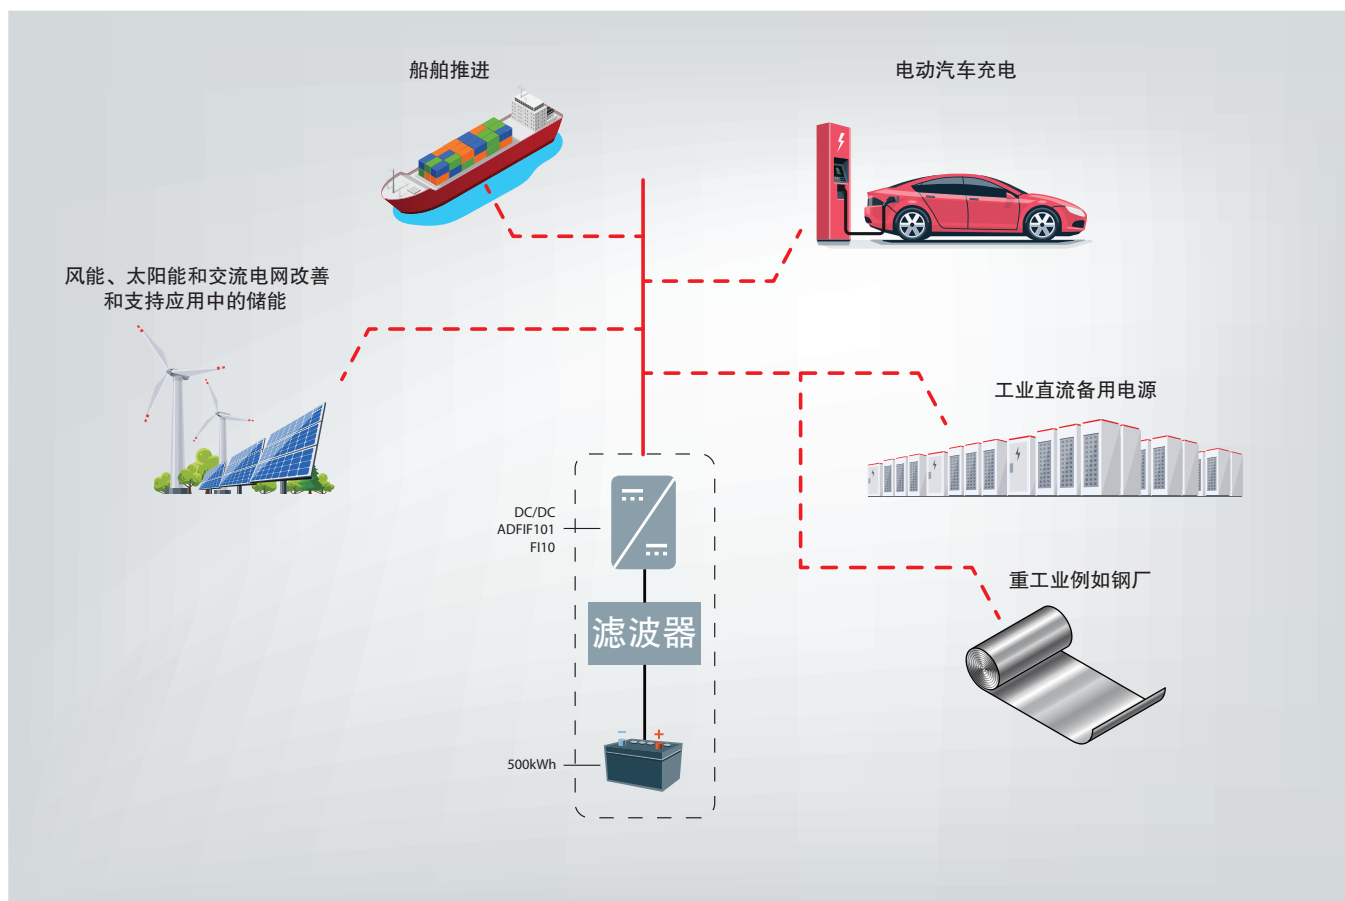 船舶推进
电动汽车充电
风能、太阳能和交流电网改善
和支持应用中的储能
工业直流备用电源
DC/DC
ADFIF101
FI10
重工业例如钢厂
滤波器
500kWh